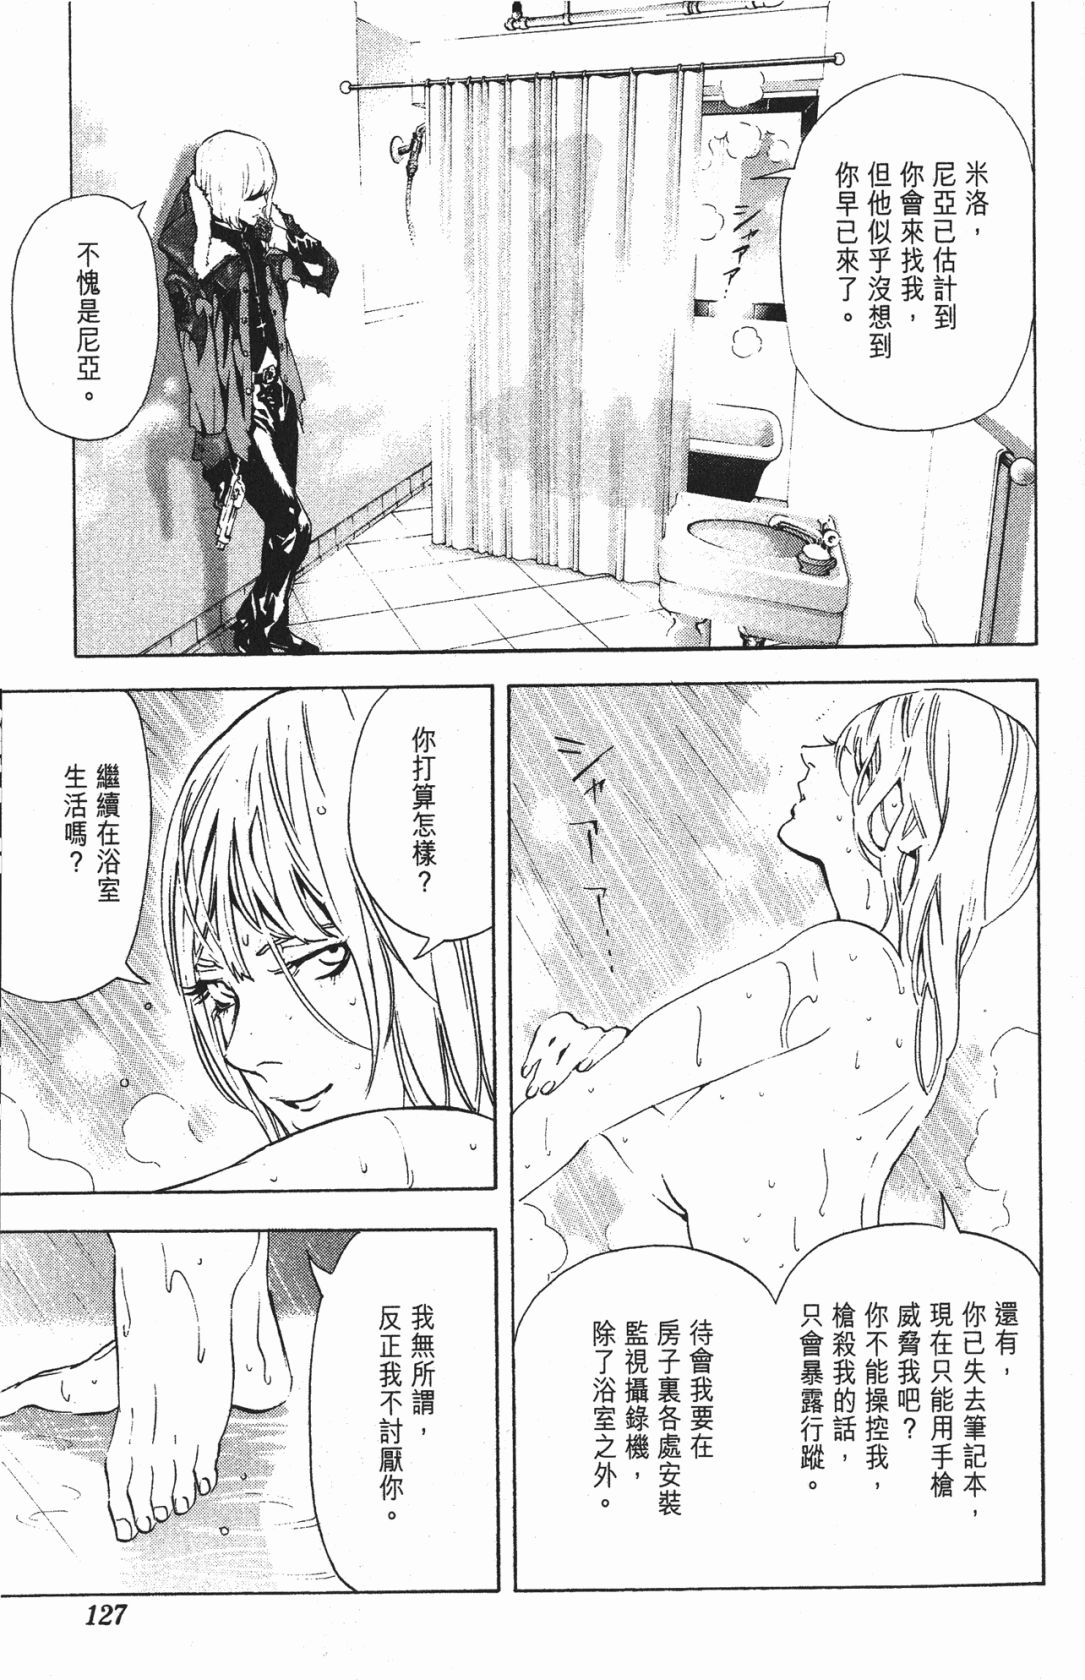 米洛，
尼亞已估計到
你會來找我，
但他似乎沒想到
你早已來了。
シャアァァ…
不愧是尼亞。
シャアアァァ…
還有，
你已失去筆記本，
現在只能用手槍
威脅我吧？
你不能操控我，
槍殺我的話，
只會暴露行蹤。
待會我要在
房子裏各處安裝
監視攝錄機，
除了浴室之外。
你打算怎樣？
繼續在浴室
生活嗎？
我無所謂，
反正我不討厭你。
127